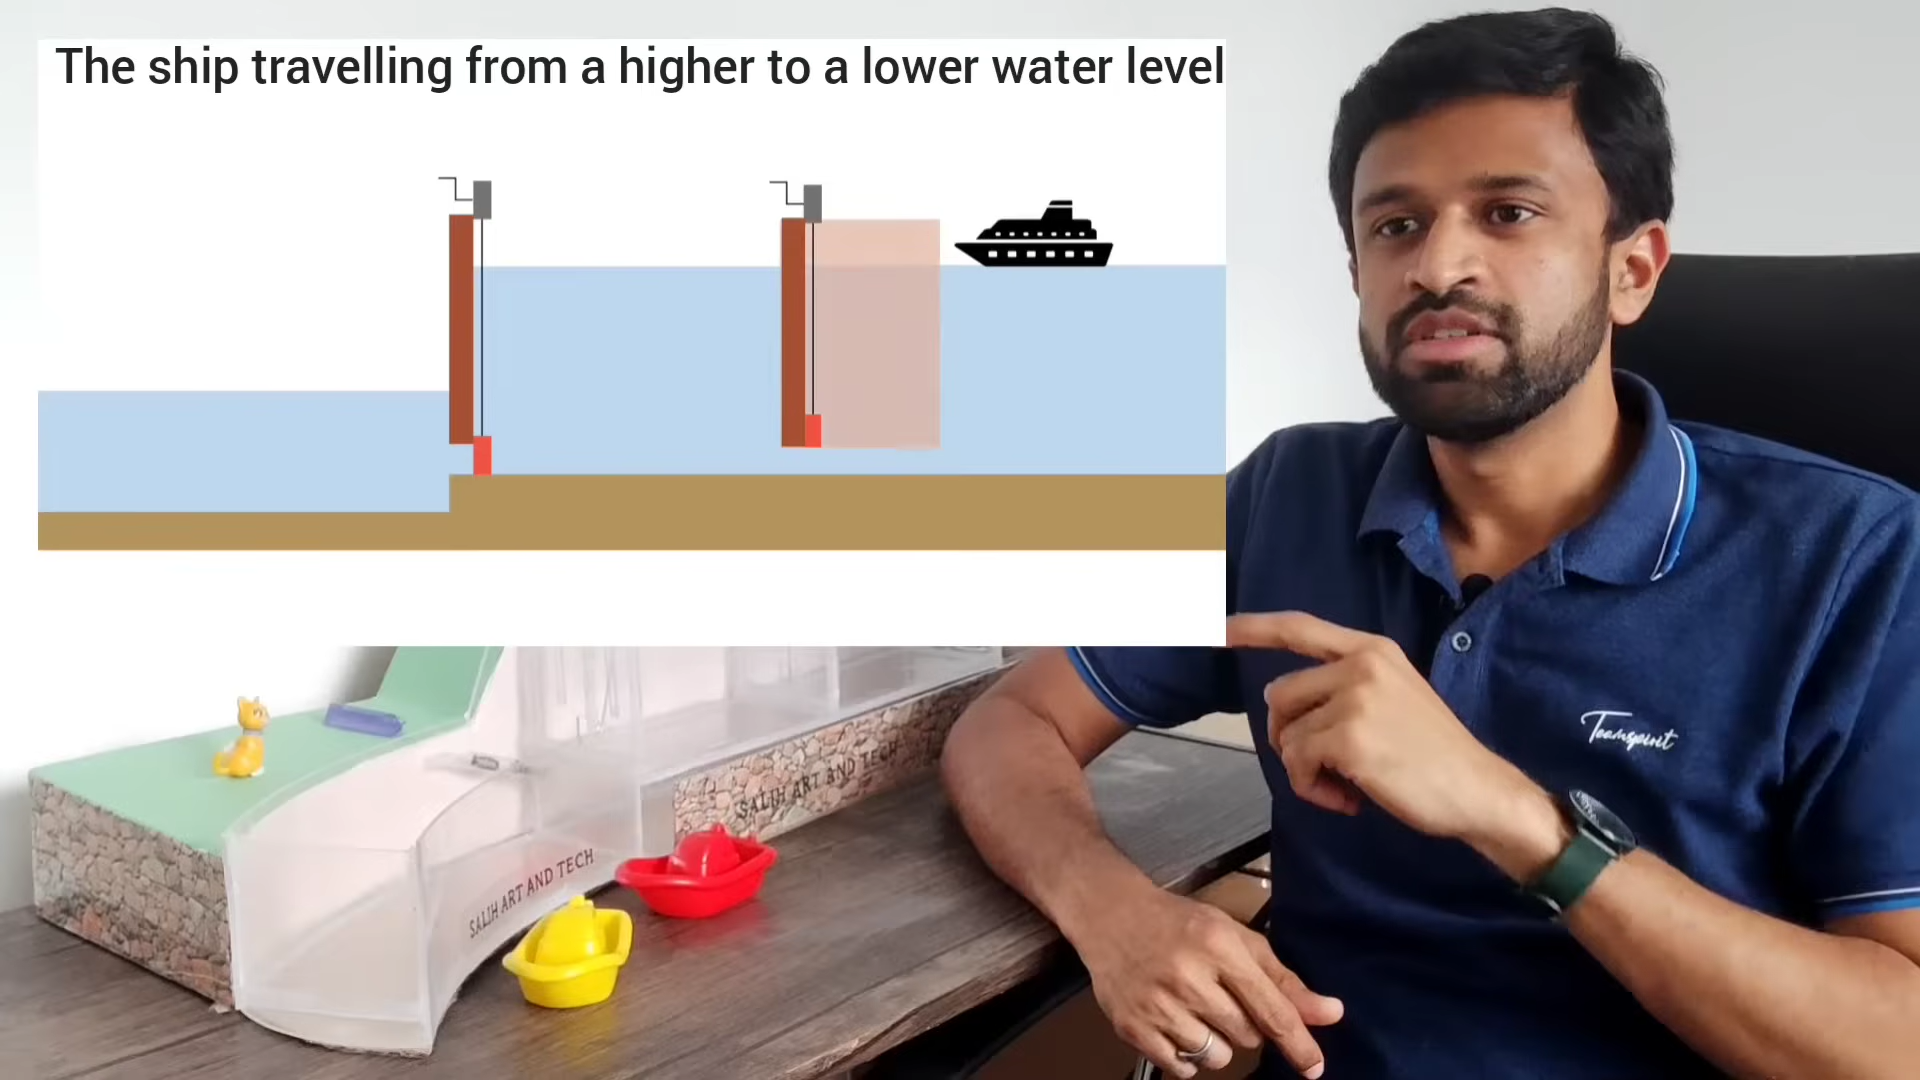 The ship travelling from a higher to a lower water level
Teamspirit
SALIH ART AND TECH
SALIH ART AND TECH